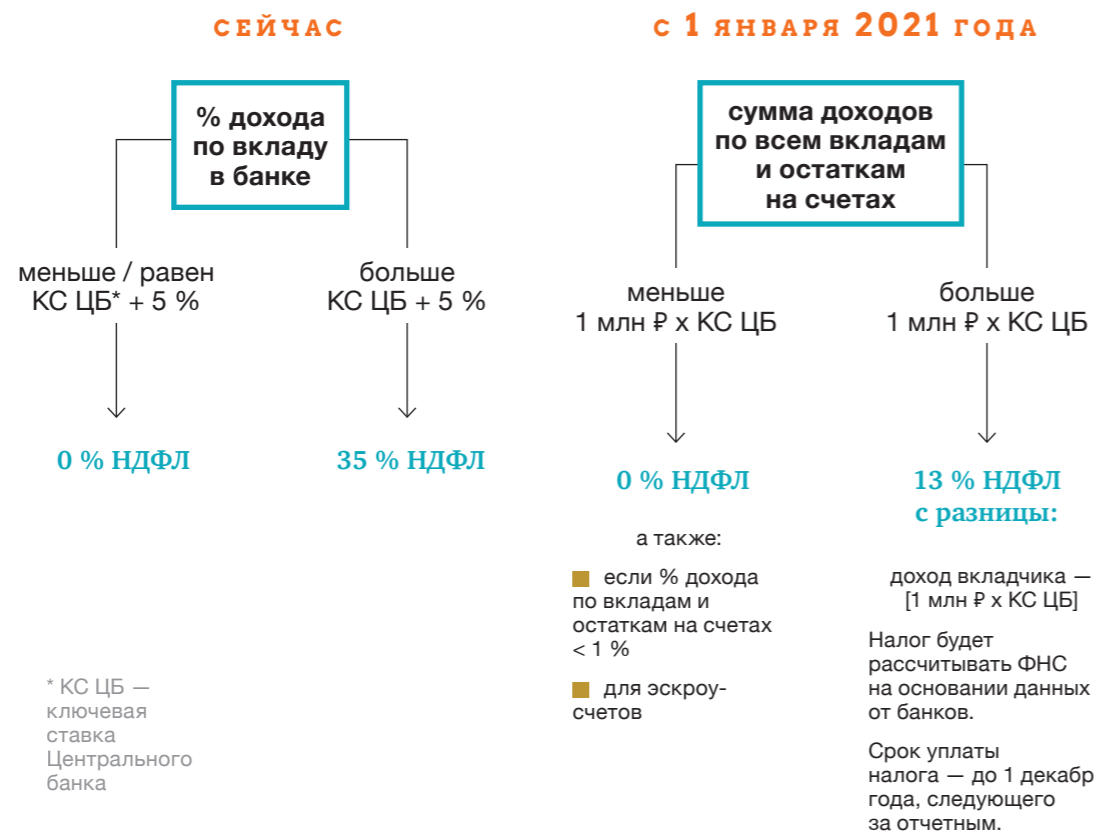 СЕЙЧАС
% дохода
по вкладу
в банке
меньше / равен
КС ЦБ* + 5 %
больше
КС ЦБ + 5 %
0 % НДФЛ
35 % НДФЛ
* КС ЦБ —
ключевая
ставка
Центрального
банка
С 1 ЯНВАРЯ 2021 ГОДА
сумма доходов
по всем вкладам
и остаткам
на счетах
меньше
1 млн ₽ х КС ЦБ
больше
1 млн ₽ х КС ЦБ
0 % НДФЛ
а также:
если % дохода
по вкладам и
остаткам на счетах
< 1 %
для эскроу-
счетов
13 % НДФЛ
с разницы:
доход вкладчика —
[1 млн ₽ х КС ЦБ]
Налог будет
рассчитывать ФНС
на основании данных
от банков.
Срок уплаты
налога — до 1 декабр
года, следующего
за отчетным.